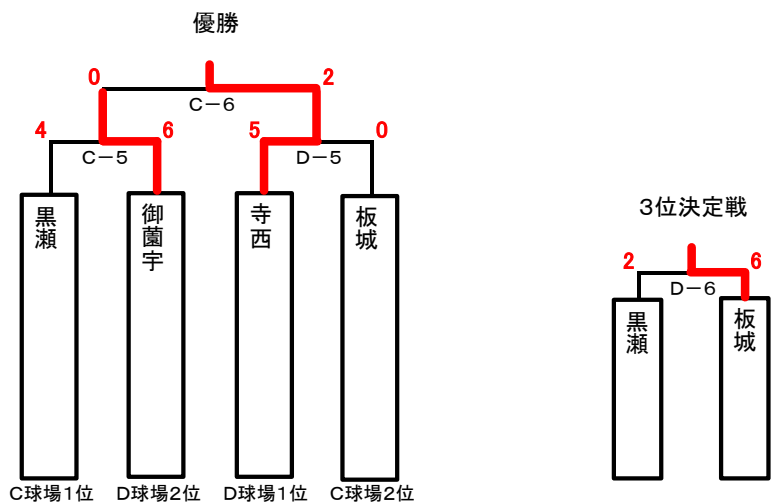 優勝
0
2
C－6
4
6
5
0
C－5
D－5
黒瀬
御薗宇
寺西
板城
C球場1位
D球場2位
D球場1位
C球場2位
3位決定戦
2
6
D－6
黒瀬
板城